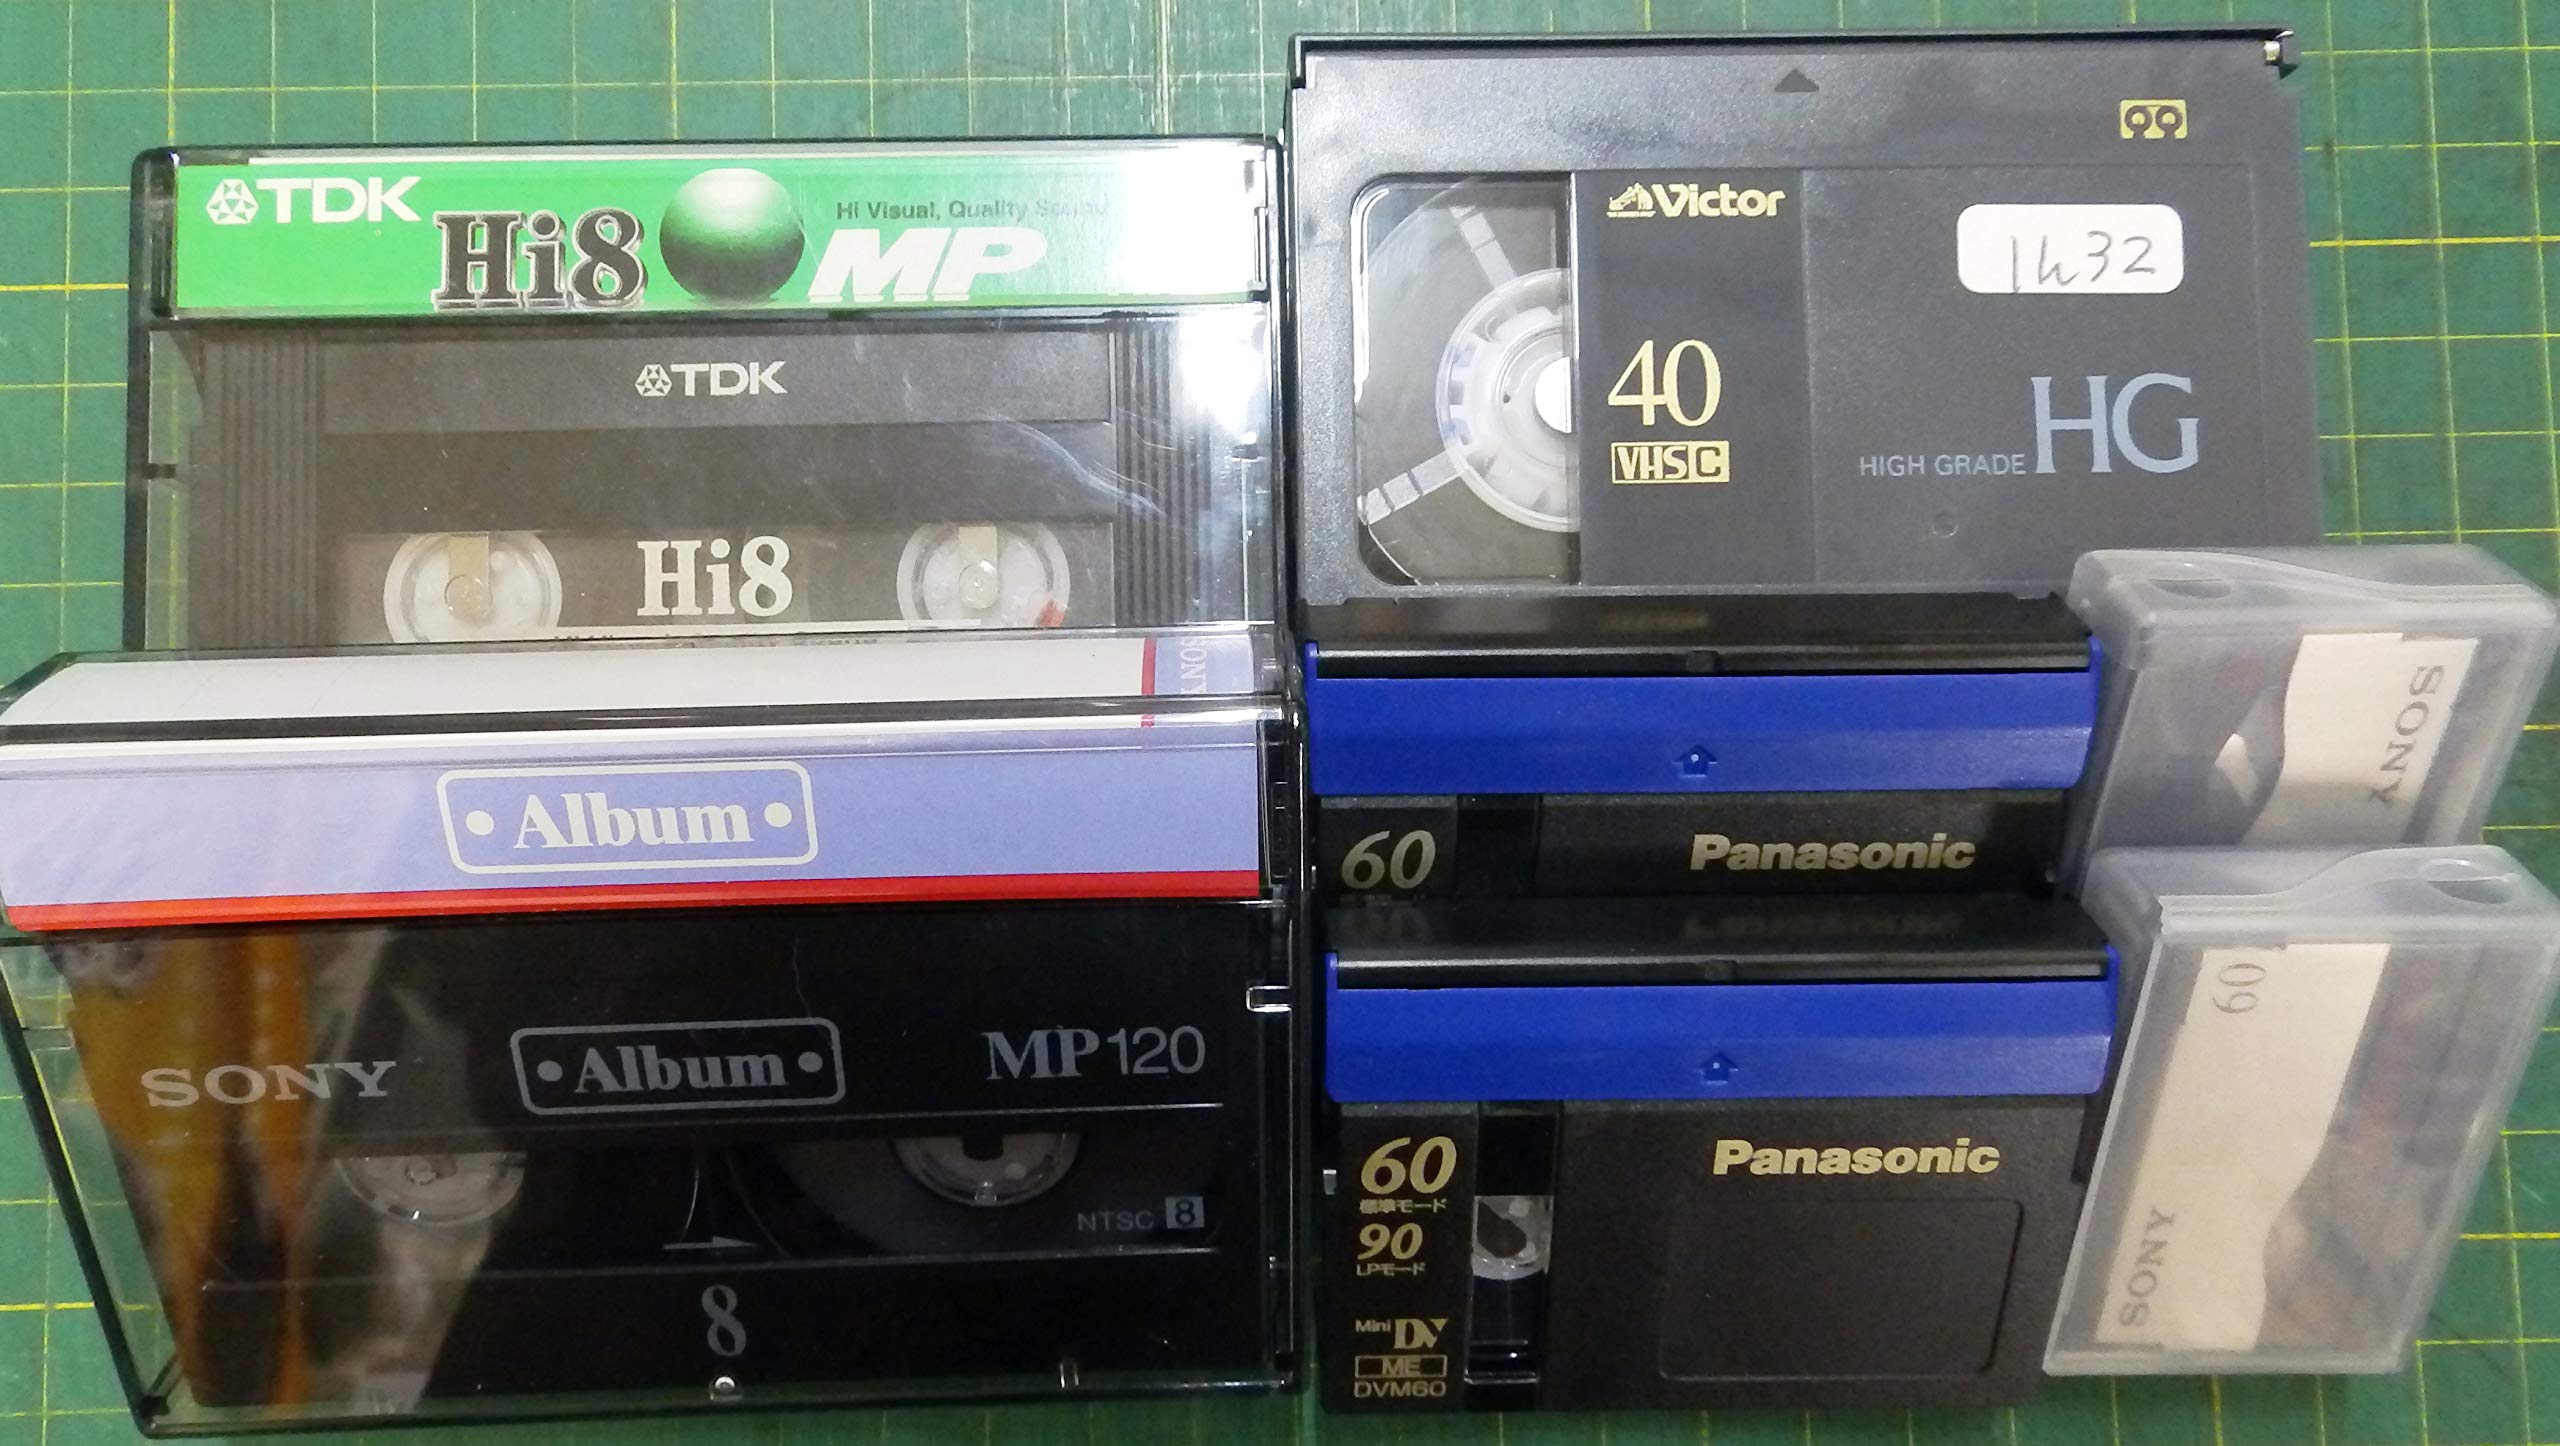 TDK
Hi8
MP
Hi Visual, Quality Sound
TDK
Hi8
SONY
Album
SONY
Album
MP120
NTSC 8
8
Victor
1h32
40
VHS C
HIGH GRADE HG
60
Panasonic
SONY
60
標準モード
90
LPモード
Mini DV
ME
DVM60
Panasonic
60
SONY